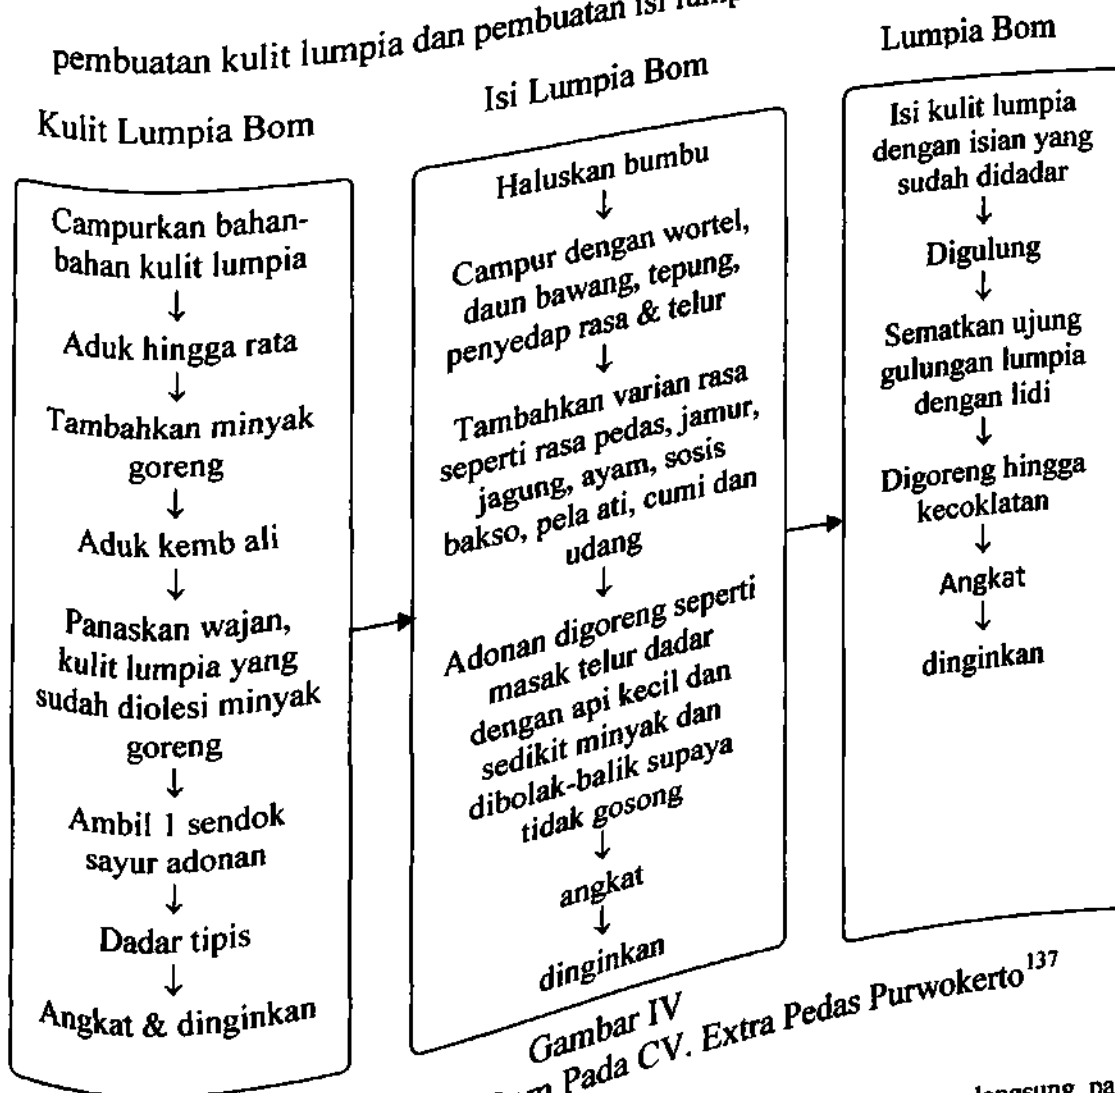 pembuatan kulit lumpia dan pembuatan isi
Kulit Lumpia Bom
Campurkan bahan-
bahan kulit lumpia
↓
Aduk hingga rata
↓
Tambahkan minyak
goreng
↓
Aduk kemb ali
↓
Panaskan wajan,
kulit lumpia yang
sudah diolesi minyak
goreng
↓
Ambil 1 sendok
sayur adonan
↓
Dadar tipis
↓
Angkat & dinginkan
Isi Lumpia Bom
Haluskan bumbu
↓
Campur dengan wortel,
daun bawang, tepung,
penyedap rasa & telur
↓
Tambahkan varian rasa
seperti rasa pedas, jamur,
jagung, ayam, sosis
bakso, pela ati, cumi dan
udang
↓
Adonan digoreng seperti
masak telur dadar
dengan api kecil dan
sedikit minyak dan
dibolak-balik supaya
tidak gosong
↓
angkat
↓
dinginkan
Lumpia Bom
Isi kulit lumpia
dengan isian yang
sudah didadar
↓
Digulung
↓
Sematkan ujung
gulungan lumpia
dengan lidi
↓
Digoreng hingga
kecoklatan
↓
Angkat
↓
dinginkan
Gambar IV
Pada CV. Extra Pedas Purwokerto137